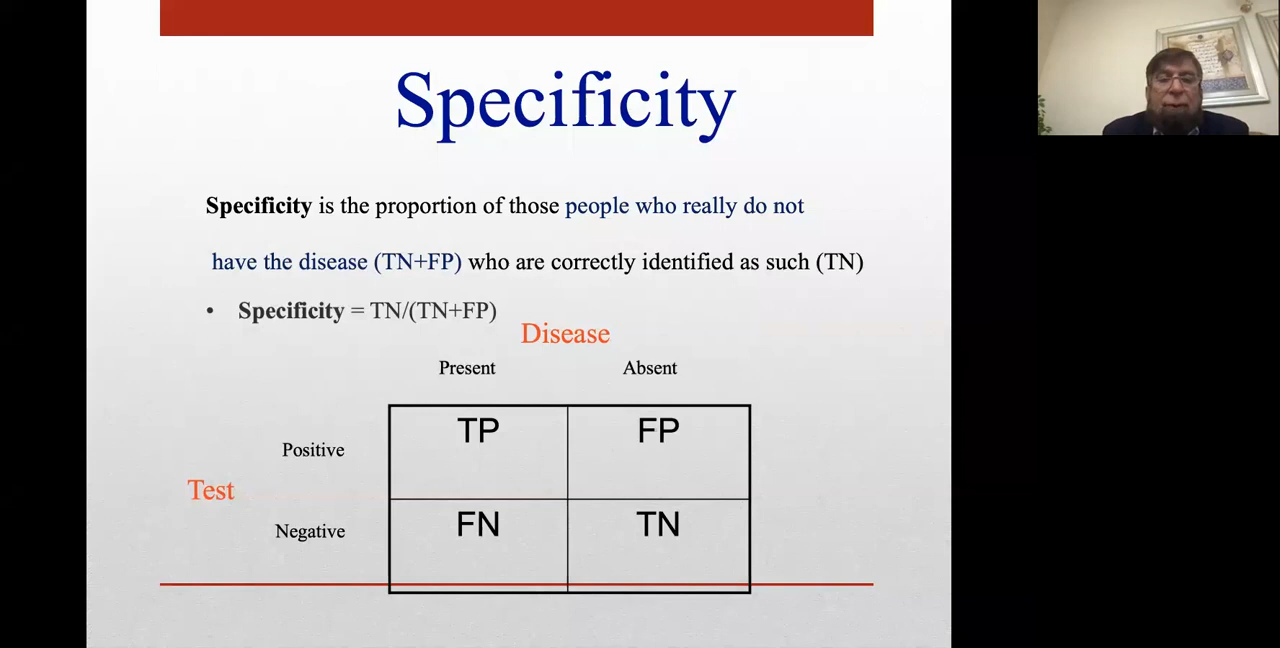 Specificity
Specificity is the proportion of those people who really do not
have the disease (TN+FP) who are correctly identified as such (TN)
• Specificity = TN/(TN+FP)
Disease
Present Absent
TP FP
Positive
Test
FN TN
Negative